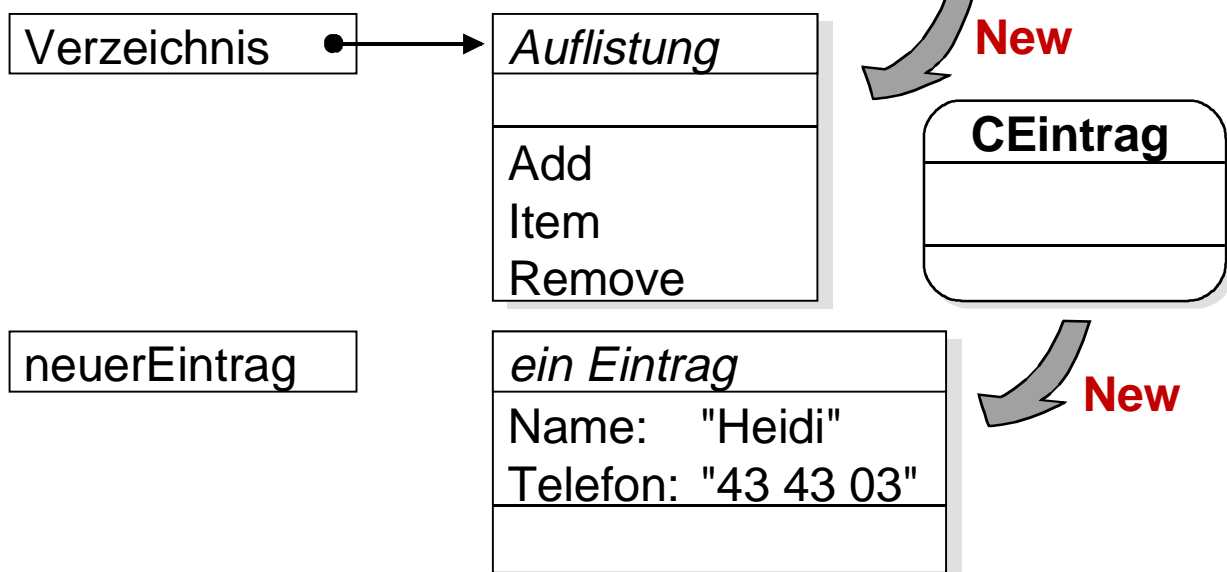 Verzeichnis
Auflistung
New
Add
Item
Remove
CEintrag
neuerEintrag
ein Eintrag
Name: "Heidi"
Telefon: "43 43 03"
New